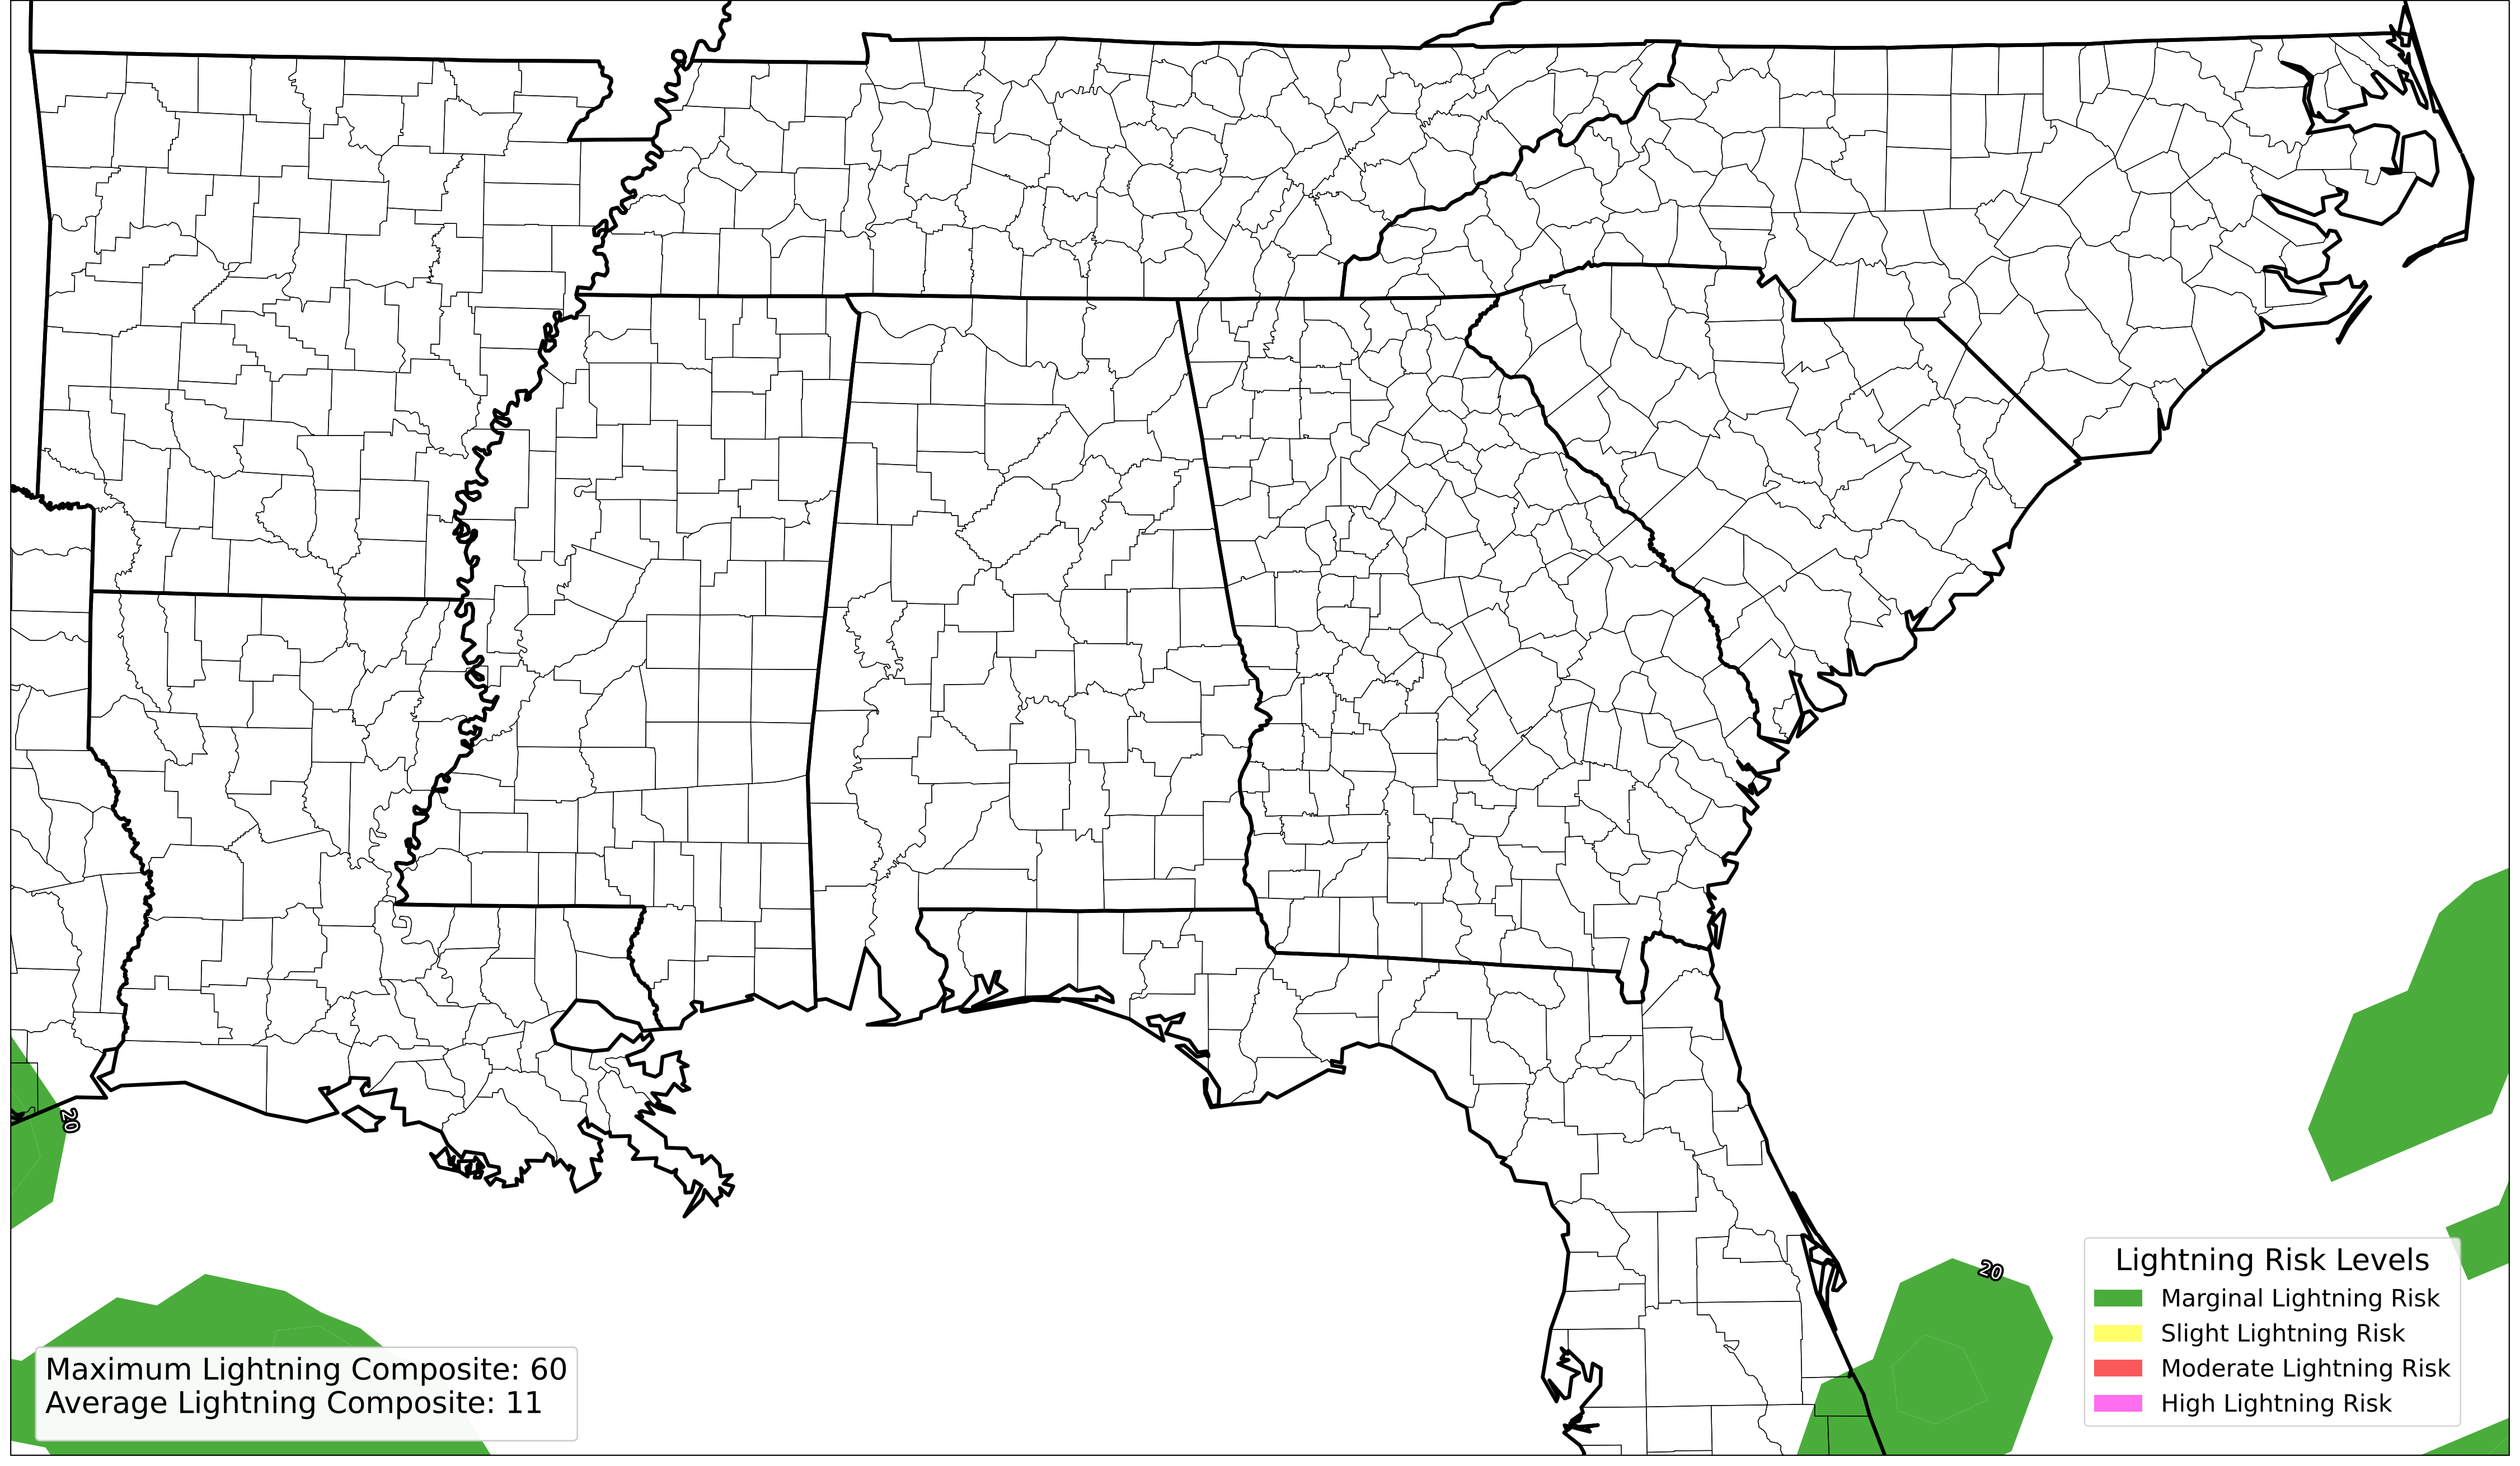 20
20
Lightning Risk Levels
Marginal Lightning Risk
Slight Lightning Risk
Moderate Lightning Risk
High Lightning Risk
Maximum Lightning Composite: 60
Average Lightning Composite: 11